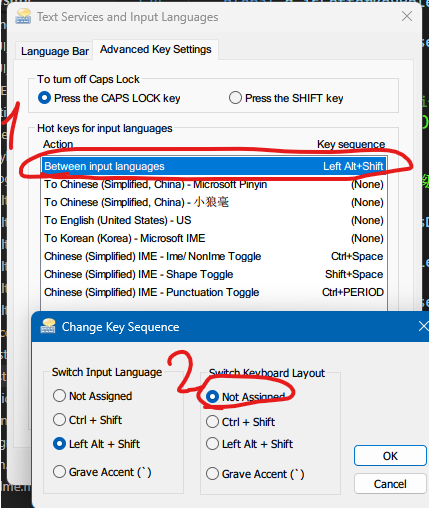 Text Services and Input Languages
Language Bar Advanced Key Settings
To turn off Caps Lock
Press the CAPS LOCK key Press the SHIFT key
1
Hot keys for input languages
Action Key sequence
Between input languages Left Alt+Shift
To Chinese (Simplified, China) - Microsoft Pinyin (None)
To Chinese (Simplified, China) - 小狼毫 (None)
To English (United States) - US (None)
To Korean (Korea) - Microsoft IME (None)
Chinese (Simplified) IME - Ime/NonIme Toggle Ctrl+Space
Chinese (Simplified) IME - Shape Toggle Shift+Space
Chinese (Simplified) IME - Punctuation Toggle Ctrl+PERIOD
Change Key Sequence
2
Switch Input Language Switch Keyboard Layout
Not Assigned Not Assigned
Ctrl + Shift Ctrl + Shift
Left Alt + Shift Left Alt + Shift
Grave Accent (`) Grave Accent (`)
OK
Cancel